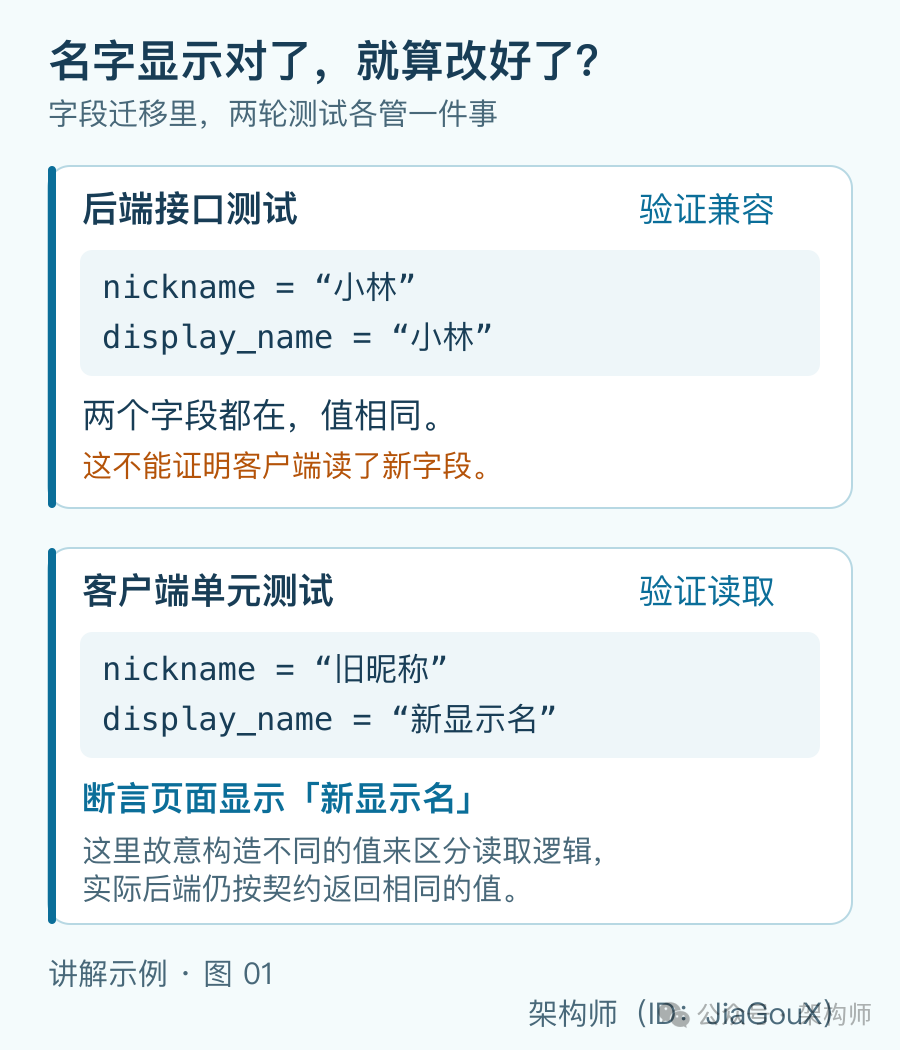 名字显示对了，就算改好了？
字段迁移里，两轮测试各管一件事
后端接口测试
验证兼容
nickname = “小林”
display_name = “小林”
两个字段都在，值相同。
这不能证明客户端读了新字段。
客户端单元测试
验证读取
nickname = “旧昵称”
display_name = “新显示名”
断言页面显示「新显示名」
这里故意构造不同的值来区分读取逻辑，
实际后端仍按契约返回相同的值。
讲解示例 · 图 01
架构师（ID：JiaGouX）
公众号 · 架构师